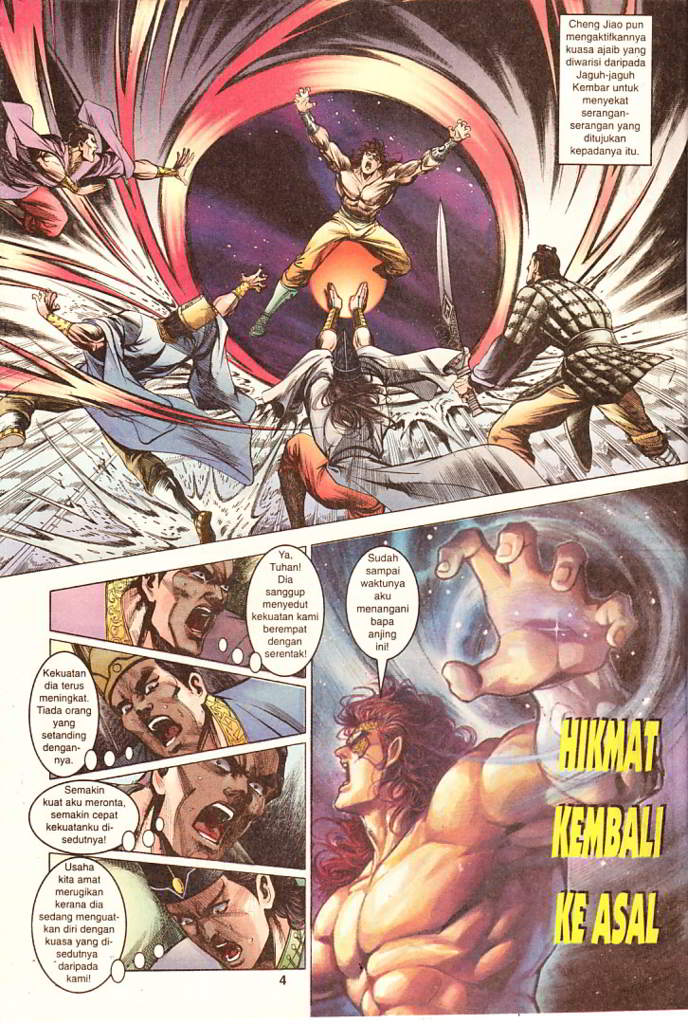 Cheng Jiao pun
mengaktifkannya
kuasa ajaib yang
diwarisi daripada
Jaguh-jaguh
Kembar untuk
menyekat
serangan-
serangan yang
ditujukan
kepadanya itu.
Ya,
Tuhan!
Dia
sanggup
menyedut
kekuatan kami
berempat
dengan
serentak!
Kekuatan
dia terus
meningkat.
Tiada orang
yang
setanding
dengan-
nya.
Semakin
kuat aku meronta,
semakin cepat
kekuatanku di-
sedutnya!
Usaha
kita amat
merugikan
kerana dia
sedang menguat-
kan diri dengan
kuasa yang di-
sedutnya
daripada
kami!
Sudah
sampai
waktunya
aku
menangani
bapa
anjing
ini!
HIKMAT
KEMBALI
KE ASAL
4